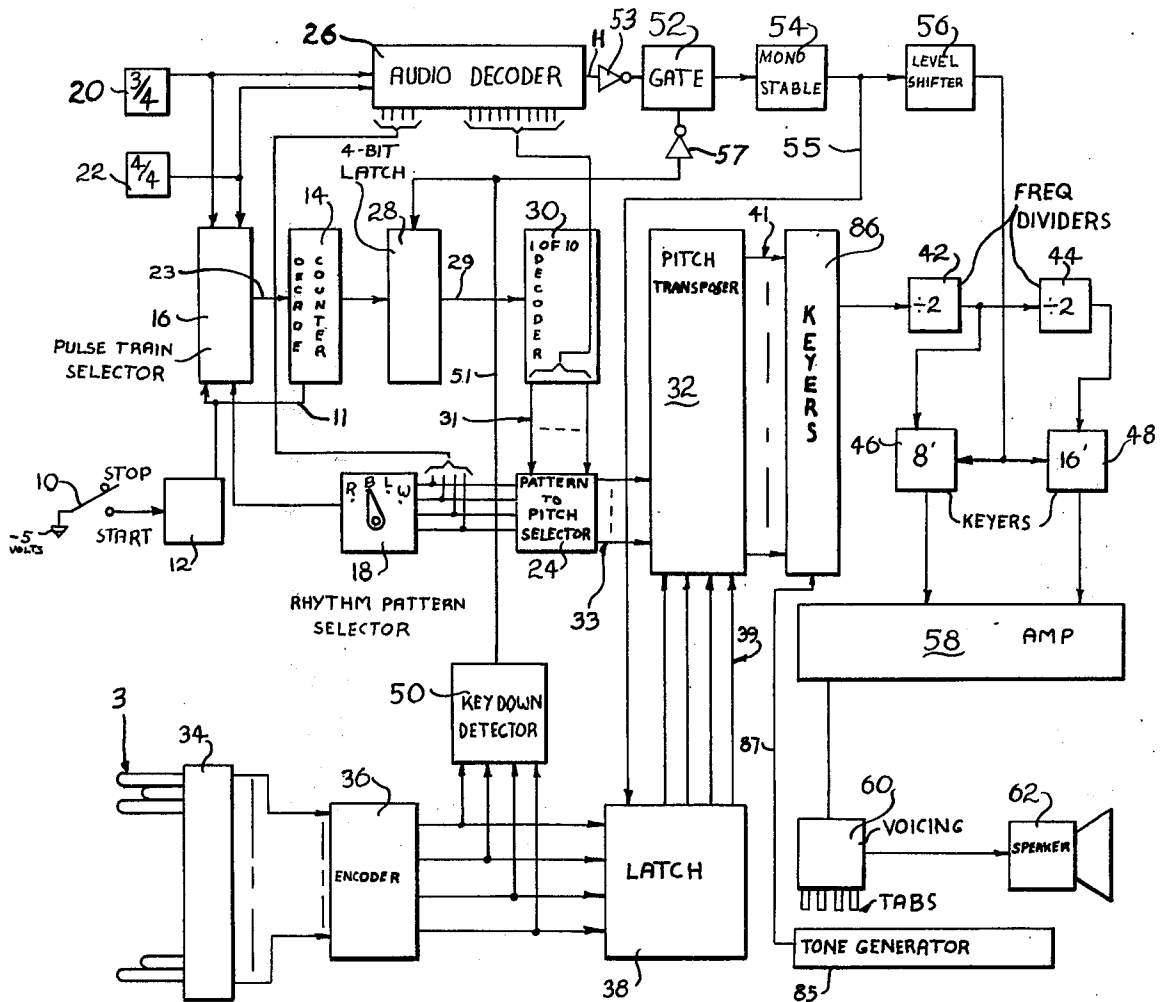 26
53
52
54
56
H
20
3/4
AUDIO DECODER
GATE
MONO
STABLE
LEVEL
SHIFTER
22
4/4
4-BIT
LATCH
57
55
FREQ
DIVIDERS
14
28
30
41
86
42
44
23
16
DECADE
COUNTER
29
1 OF 10
DECODER
PITCH
TRANSPOSER
÷2
÷2
PULSE TRAIN
SELECTOR
KEYERS
11
51
31
32
46
8'
16'
48
10
STOP
START
-5
VOLTS
12
R B L W
18
PATTERN
TO
PITCH
SELECTOR
24
KEYERS
RHYTHM PATTERN
SELECTOR
33
39
58
AMP
50
KEY DOWN
DETECTOR
3
34
87
36
60
VOICING
62
SPEAKER
ENCODER
LATCH
TABS
38
TONE GENERATOR
85